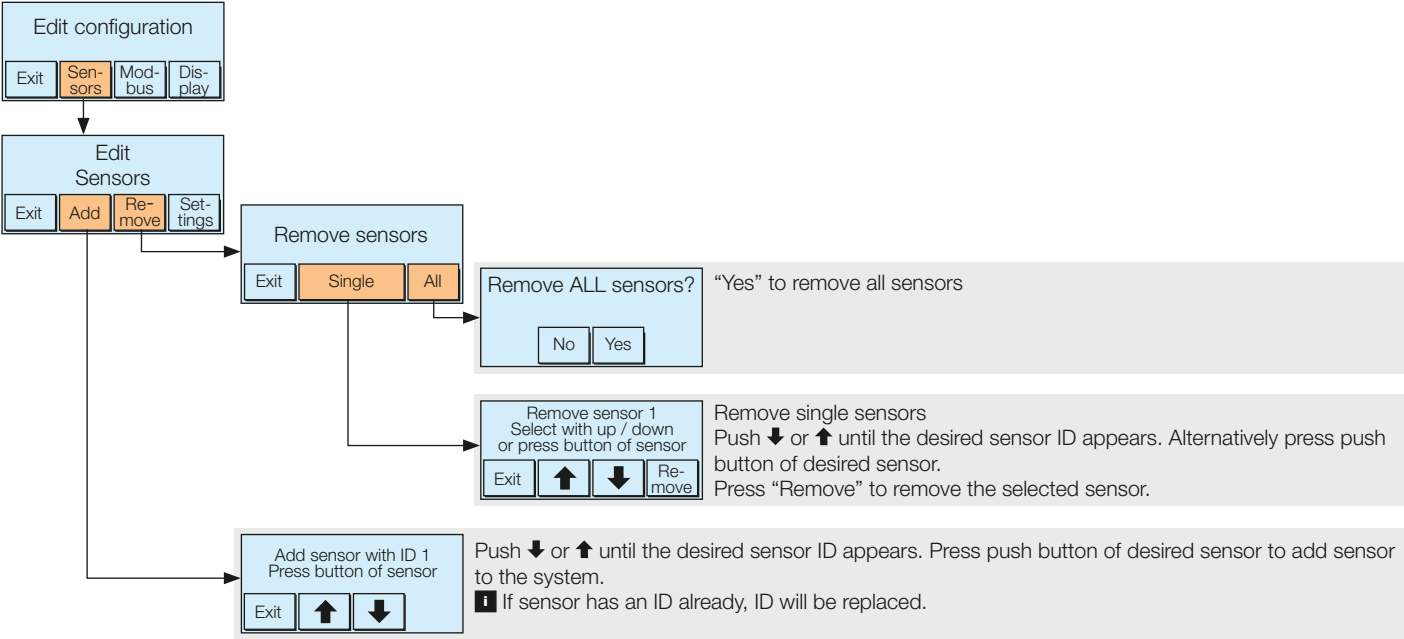 Edit configuration
Exit
Sen-
sors
Mod-
bus
Dis-
play
Edit
Sensors
Exit
Add
Re-
move
Set-
tings
Remove sensors
Exit
Single
All
Remove ALL sensors?
No
Yes
“Yes” to remove all sensors
Remove sensor 1
Select with up / down
or press button of sensor
Exit
🡅
🡇
Re-
move
Remove single sensors
Push 🡇 or 🡅 until the desired sensor ID appears. Alternatively press push
button of desired sensor.
Press “Remove” to remove the selected sensor.
Add sensor with ID 1
Press button of sensor
Exit
🡅
🡇
Push 🡇 or 🡅 until the desired sensor ID appears. Press push button of desired sensor to add sensor
to the system.
i If sensor has an ID already, ID will be replaced.